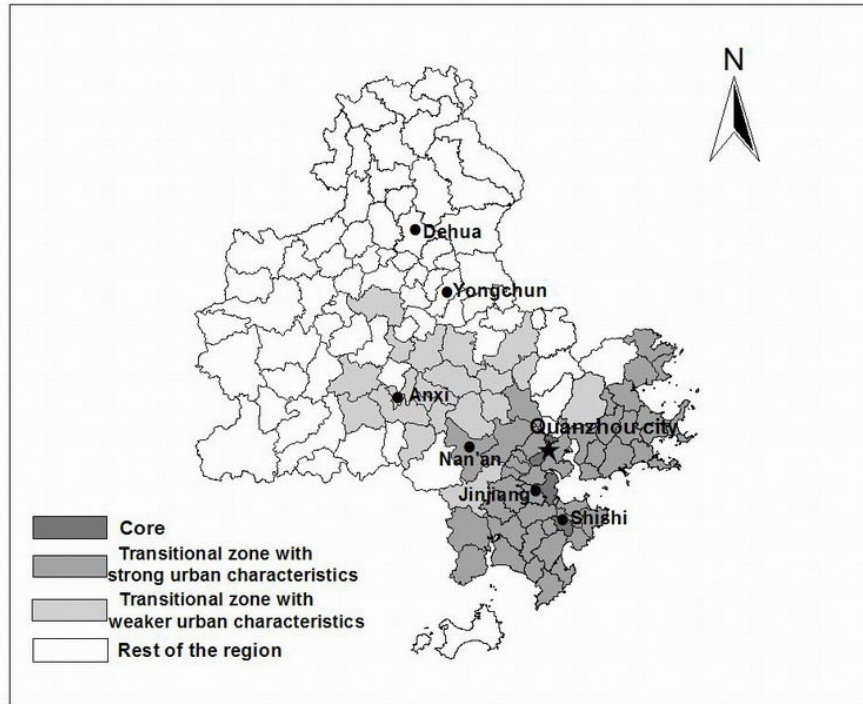 N
Dehua
Yongchun
Anxi
Quanzhou city
Nan'an
Jinjiang
Shishi
Core
Transitional zone with
strong urban characteristics
Transitional zone with
weaker urban characteristics
Rest of the region